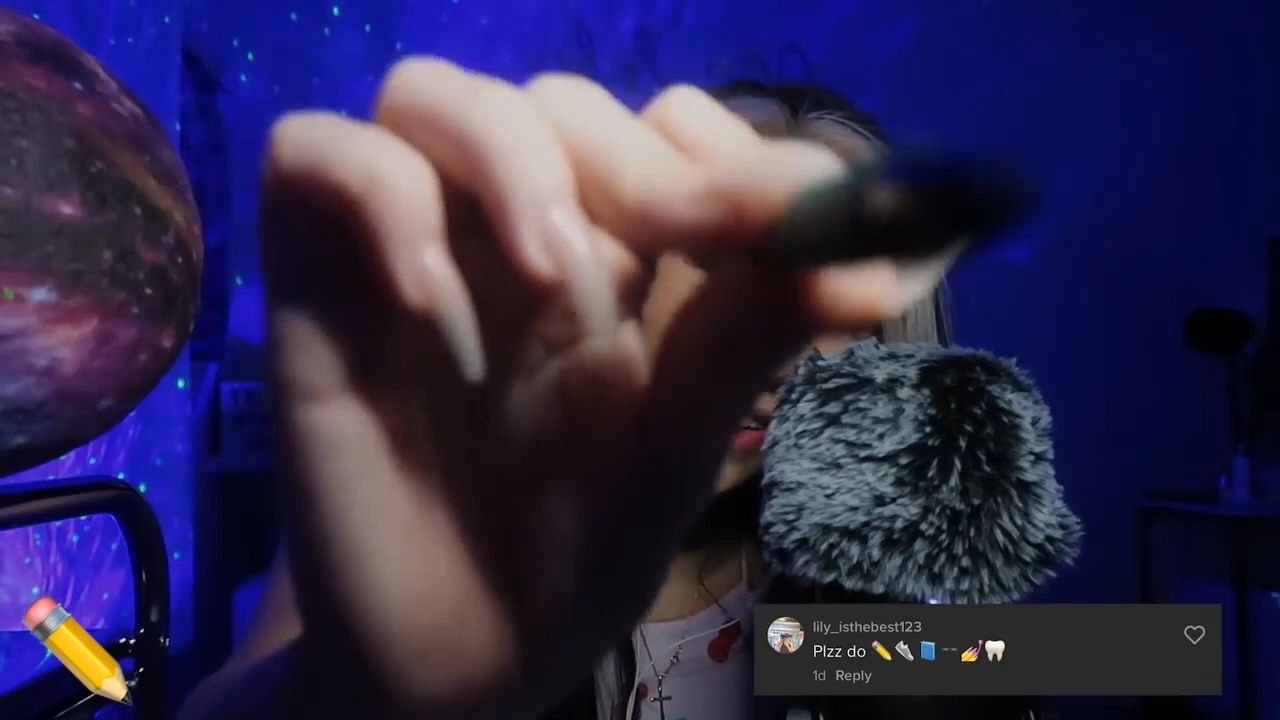 lily_isthebest123
Plzz do ✏️👟📘➖💅🦷
1d Reply